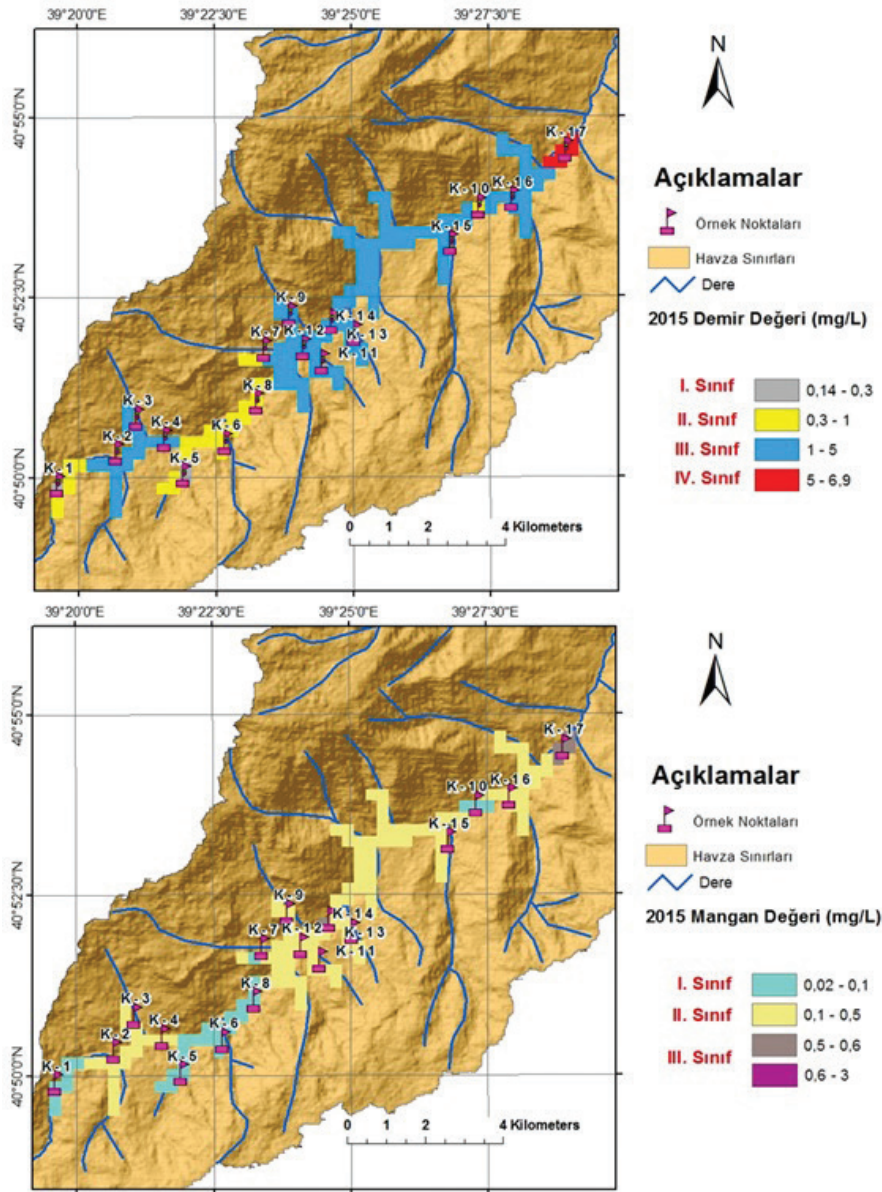 39°20'0"E 39°22'30"E 39°25'0"E 39°27'30"E
40°55'0"N
40°52'30"N
40°50'0"N
K - 17
K - 16
K - 10
K - 15
K - 9
K - 14
K - 12
K - 13
K - 7
K - 11
K - 8
K - 3
K - 4
K - 6
K - 2
K - 5
K - 1
0 1 2 4 Kilometers
N
Açıklamalar
Örnek Noktaları
Havza Sınırları
Dere
2015 Demir Değeri (mg/L)
I. Sınıf 0,14 - 0,3
II. Sınıf 0,3 - 1
III. Sınıf 1 - 5
IV. Sınıf 5 - 6,9
39°20'0"E 39°22'30"E 39°25'0"E 39°27'30"E
40°55'0"N
40°52'30"N
40°50'0"N
K - 17
K - 16
K - 10
K - 15
K - 9
K - 14
K - 12
K - 13
K - 7
K - 11
K - 8
K - 3
K - 4
K - 6
K - 2
K - 5
K - 1
0 1 2 4 Kilometers
N
Açıklamalar
Örnek Noktaları
Havza Sınırları
Dere
2015 Mangan Değeri (mg/L)
I. Sınıf 0,02 - 0,1
II. Sınıf 0,1 - 0,5
III. Sınıf 0,5 - 0,6
0,6 - 3